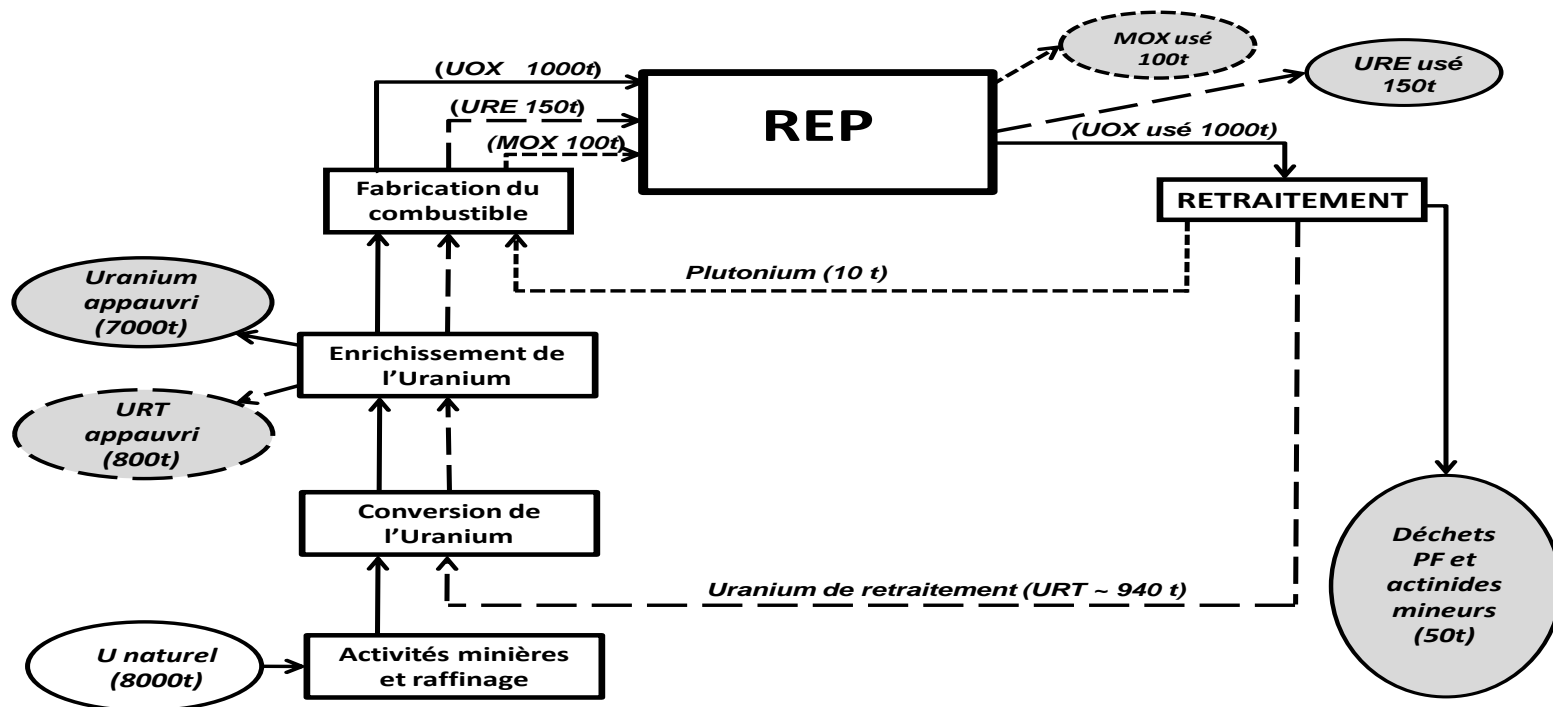 MOX usé
100t
(UOX 1000t)
URE usé
150t
(URE 150t)
REP
(UOX usé 1000t)
(MOX 100t)
Fabrication du
combustible
RETRAITEMENT
Uranium
appauvri
(7000t)
Plutonium (10 t)
Enrichissement de
l'Uranium
URT
appauvri
(800t)
Conversion de
l'Uranium
Déchets
PF et
actinides
mineurs
(50t)
Uranium de retraitement (URT ~ 940 t)
U naturel
(8000t)
Activités minières
et raffinage